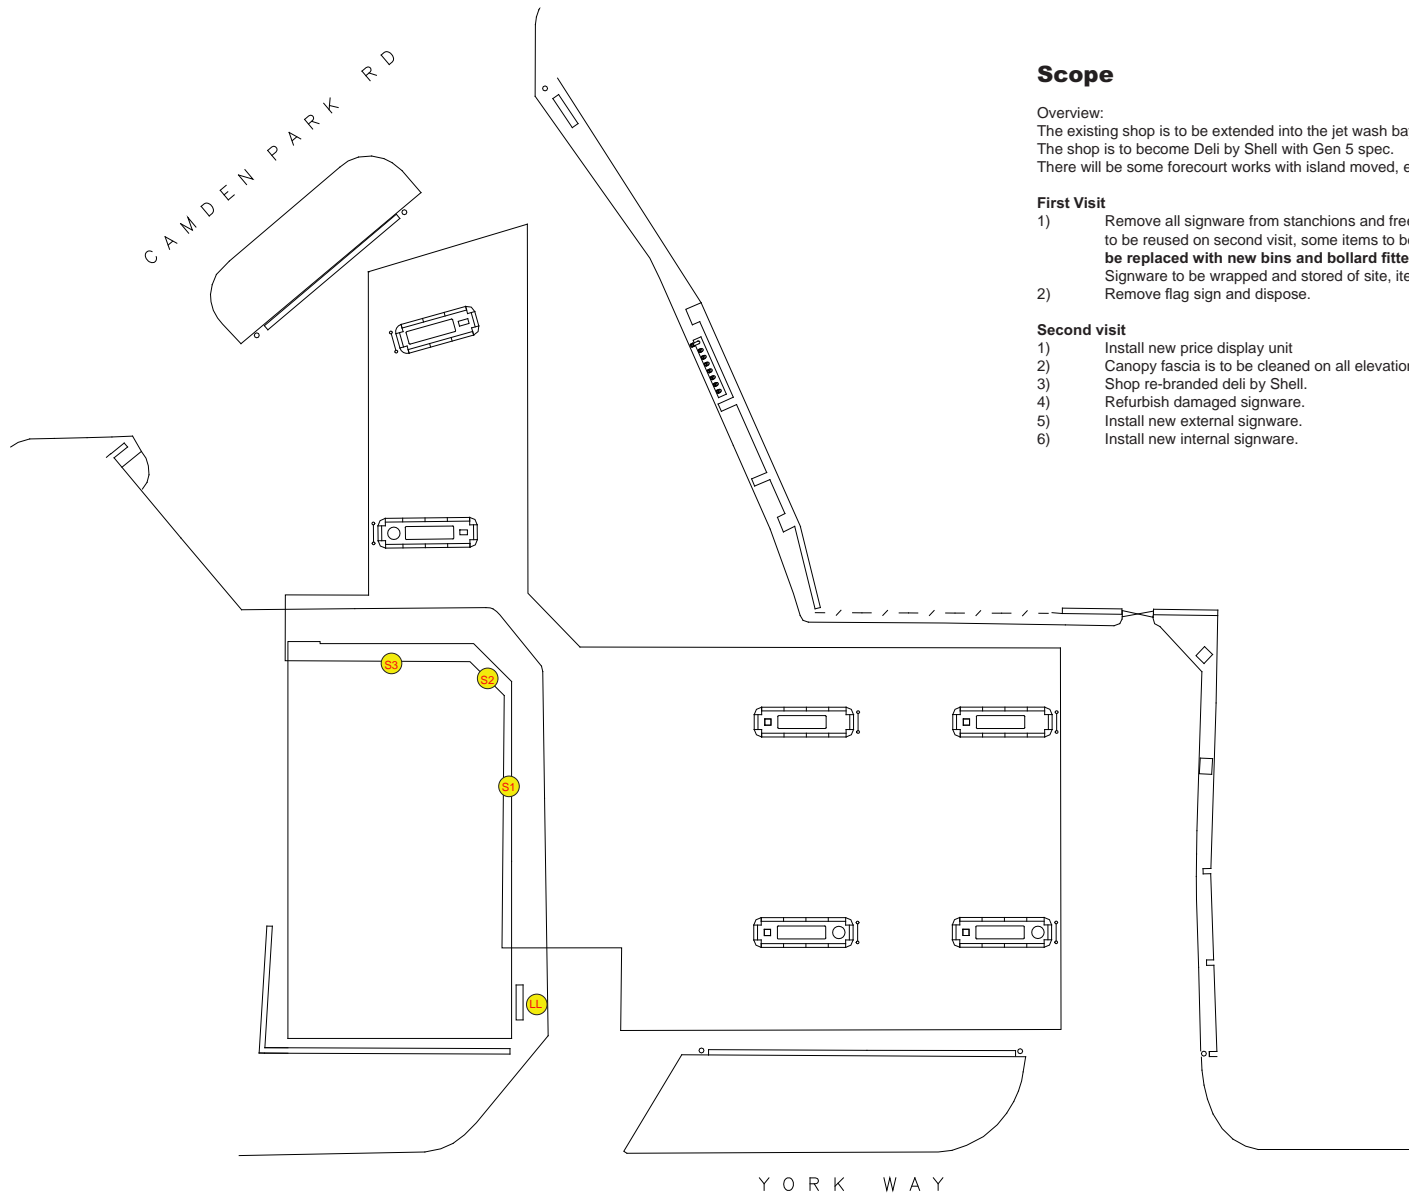 CAMDEN PARK RD
Scope
Overview:
The existing shop is to be extended into the jet wash
The shop is to become Deli by Shell with Gen 5 spec.
There will be some forecourt works with island moved,
First Visit
1) Remove all signware from stanchions and
to be reused on second visit, some items to
be replaced with new bins and bollard
Signware to be wrapped and stored of site,
2) Remove flag sign and dispose.
Second visit
1) Install new price display unit
2) Canopy fascia is to be cleaned on all
3) Shop re-branded deli by Shell.
4) Refurbish damaged signware.
5) Install new external signware.
6) Install new internal signware.
S3
S2
S1
LL
YORK WAY